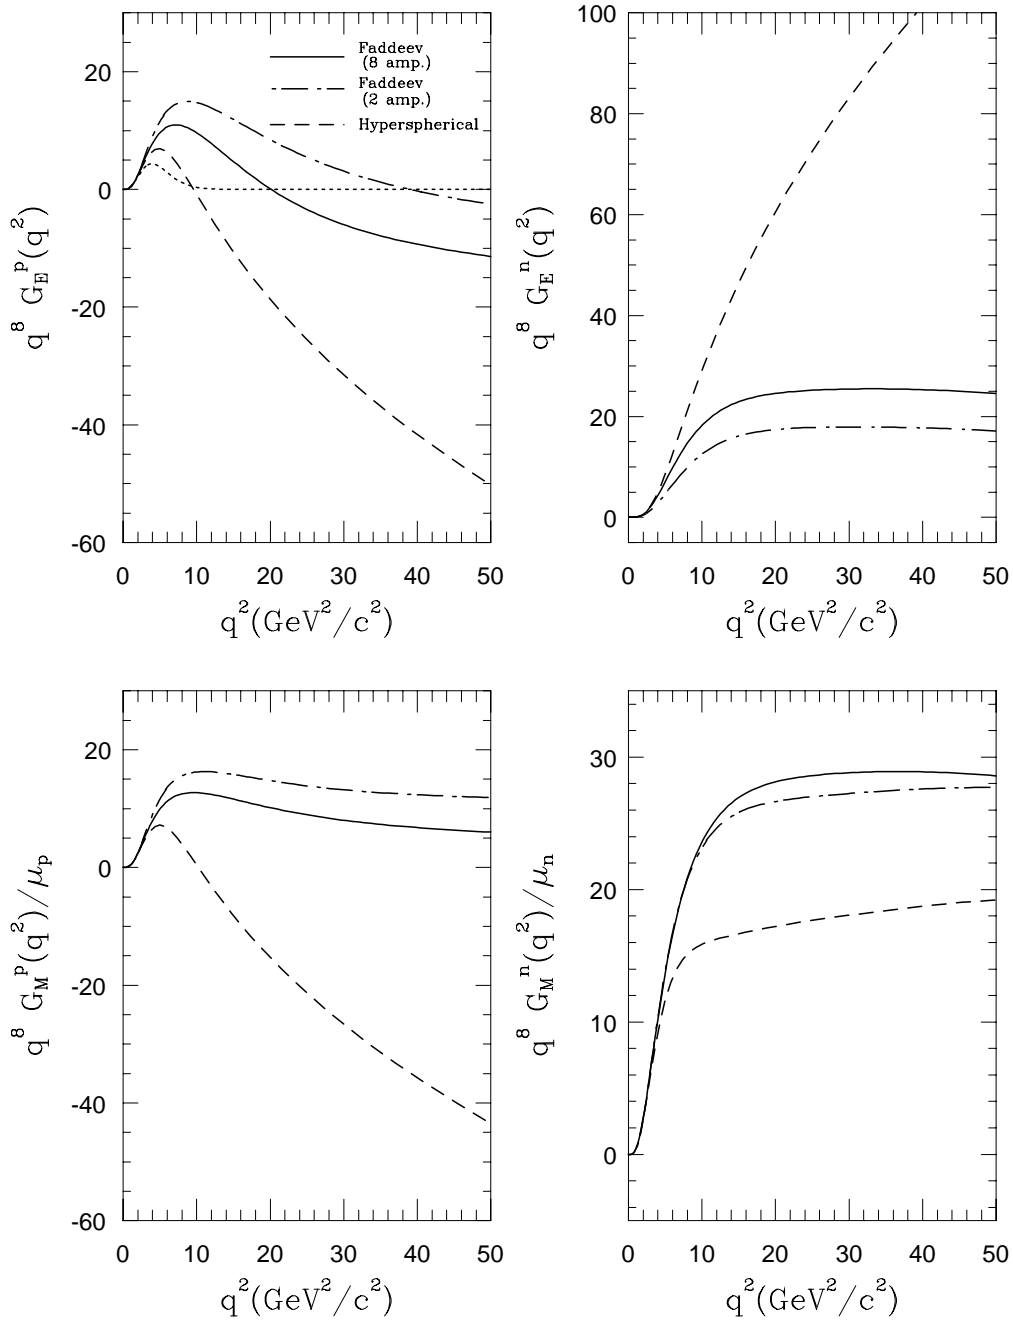 20
0
-20
-40
-60
0 10 20 30 40 50
q^2(GeV^2/c^2)
q^8 G_E^p(q^2)
Faddeev
(8 amp.)
Faddeev
(2 amp.)
Hyperspherical
100
80
60
40
20
0
0 10 20 30 40 50
q^2(GeV^2/c^2)
q^8 G_E^n(q^2)
20
0
-20
-40
-60
0 10 20 30 40 50
q^2(GeV^2/c^2)
q^8 G_M^p(q^2)/μ_p
30
20
10
0
0 10 20 30 40 50
q^2(GeV^2/c^2)
q^8 G_M^n(q^2)/μ_n